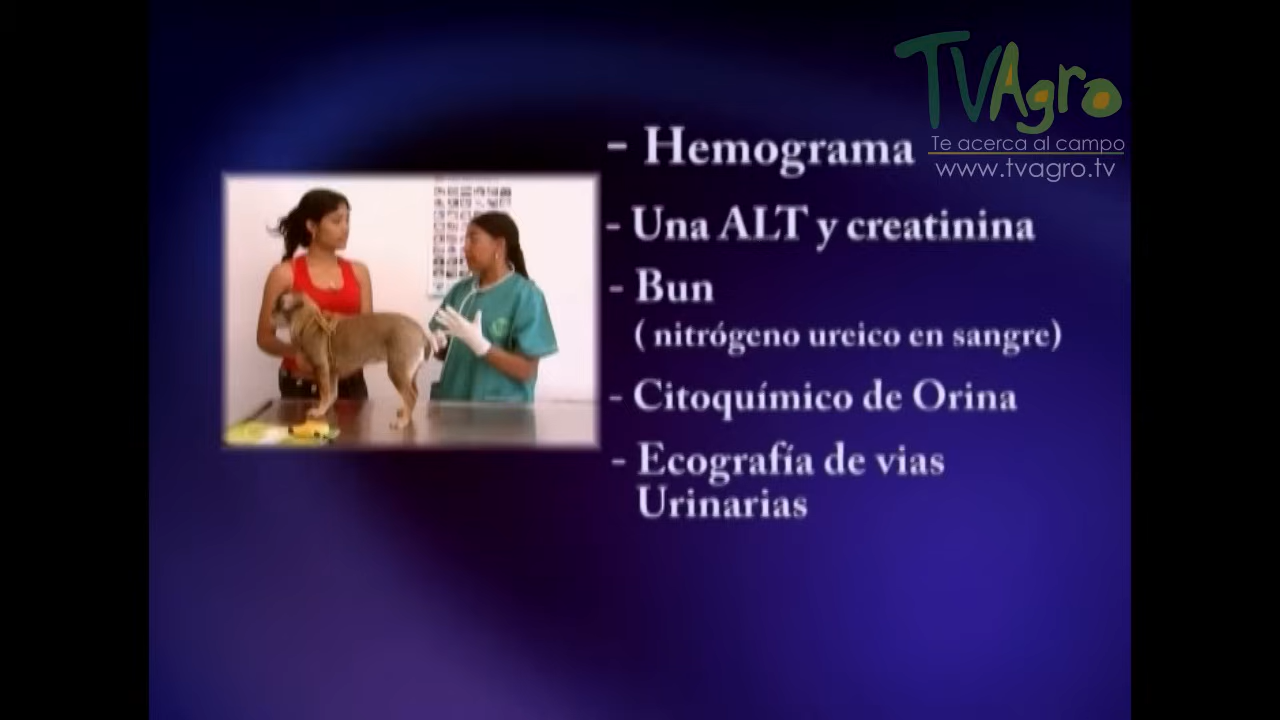 TVAgro
Te acerca al campo
www.tvagro.tv
- Hemograma
- Una ALT y creatinina
- Bun
( nitrógeno ureico en sangre)
- Citoquímico de Orina
- Ecografía de vias
Urinarias